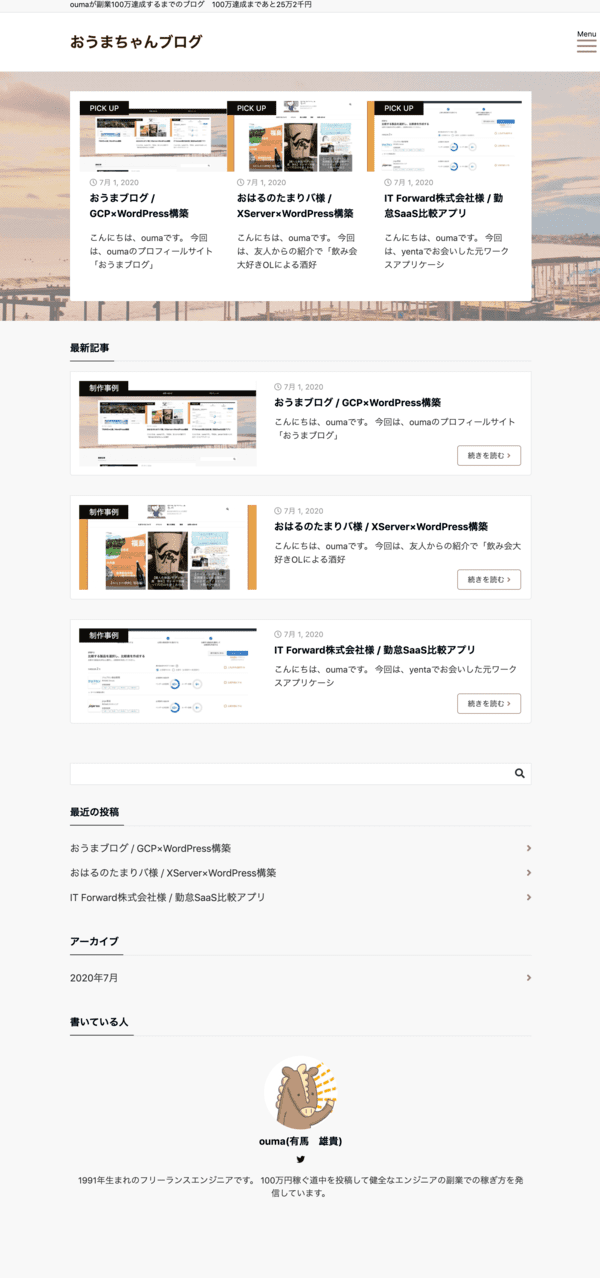 oumaが副業100万達成するまでのブログ　100万達成まであと25万2千円
おうまちゃんブログ
Menu
PICK UP
7月 1, 2020
おうまブログ /
GCP×WordPress構築
こんにちは、oumaです。 今回
は、oumaのプロフィールサイト
「おうまブログ」
PICK UP
7月 1, 2020
おはるのたまりバ様 /
XServer×WordPress構築
こんにちは、oumaです。 今回
は、友人からの紹介で「飲み会
大好きOLによる酒好
PICK UP
7月 1, 2020
IT Forward株式会社様 / 勤
怠SaaS比較アプリ
こんにちは、oumaです。 今回
は、yentaでお会いした元ワーク
スアプリケーシ
最新記事
制作事例
7月 1, 2020
おうまブログ / GCP×WordPress構築
こんにちは、oumaです。 今回は、oumaのプロフィールサイト
「おうまブログ」
続きを読む
制作事例
福島
7月 1, 2020
おはるのたまりバ様 / XServer×WordPress構築
こんにちは、oumaです。 今回は、友人からの紹介で「飲み会大
好きOLによる酒好
続きを読む
制作事例
7月 1, 2020
IT Forward株式会社様 / 勤怠SaaS比較アプリ
こんにちは、oumaです。 今回は、yentaでお会いした元ワーク
スアプリケーシ
続きを読む
最近の投稿
おうまブログ / GCP×WordPress構築
おはるのたまりバ様 / XServer×WordPress構築
IT Forward株式会社様 / 勤怠SaaS比較アプリ
アーカイブ
2020年7月
書いている人
ouma(有馬　雄貴)
1991年生まれのフリーランスエンジニアです。 100万円稼ぐ道中を投稿して健全なエンジニアの副業での稼ぎ方を発
信しています。